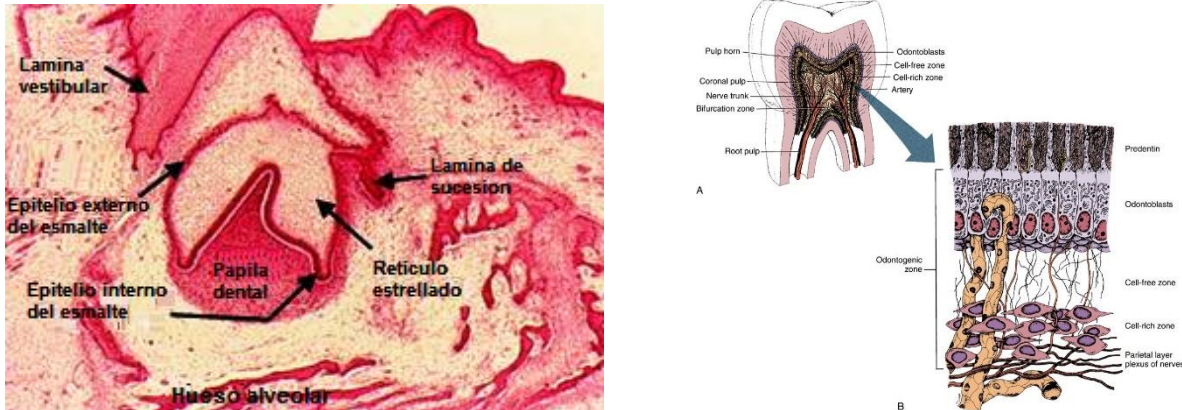 Lamina
vestibular
Lamina de
sucesion
Epitelio externo
del esmalte
Papila
dental
Reticulo
estrellado
Epitelio interno
del esmalte
Hueso alveolar
Pulp horn
Coronal pulp
Nerve trunk
Bifurcation zone
Root pulp
Odontoblasts
Cell-free zone
Cell-rich zone
Artery
A
Predentin
Odontoblasts
Odontogenic
zone
Cell-free zone
Cell-rich zone
Parietal layer
plexus of nerves
B